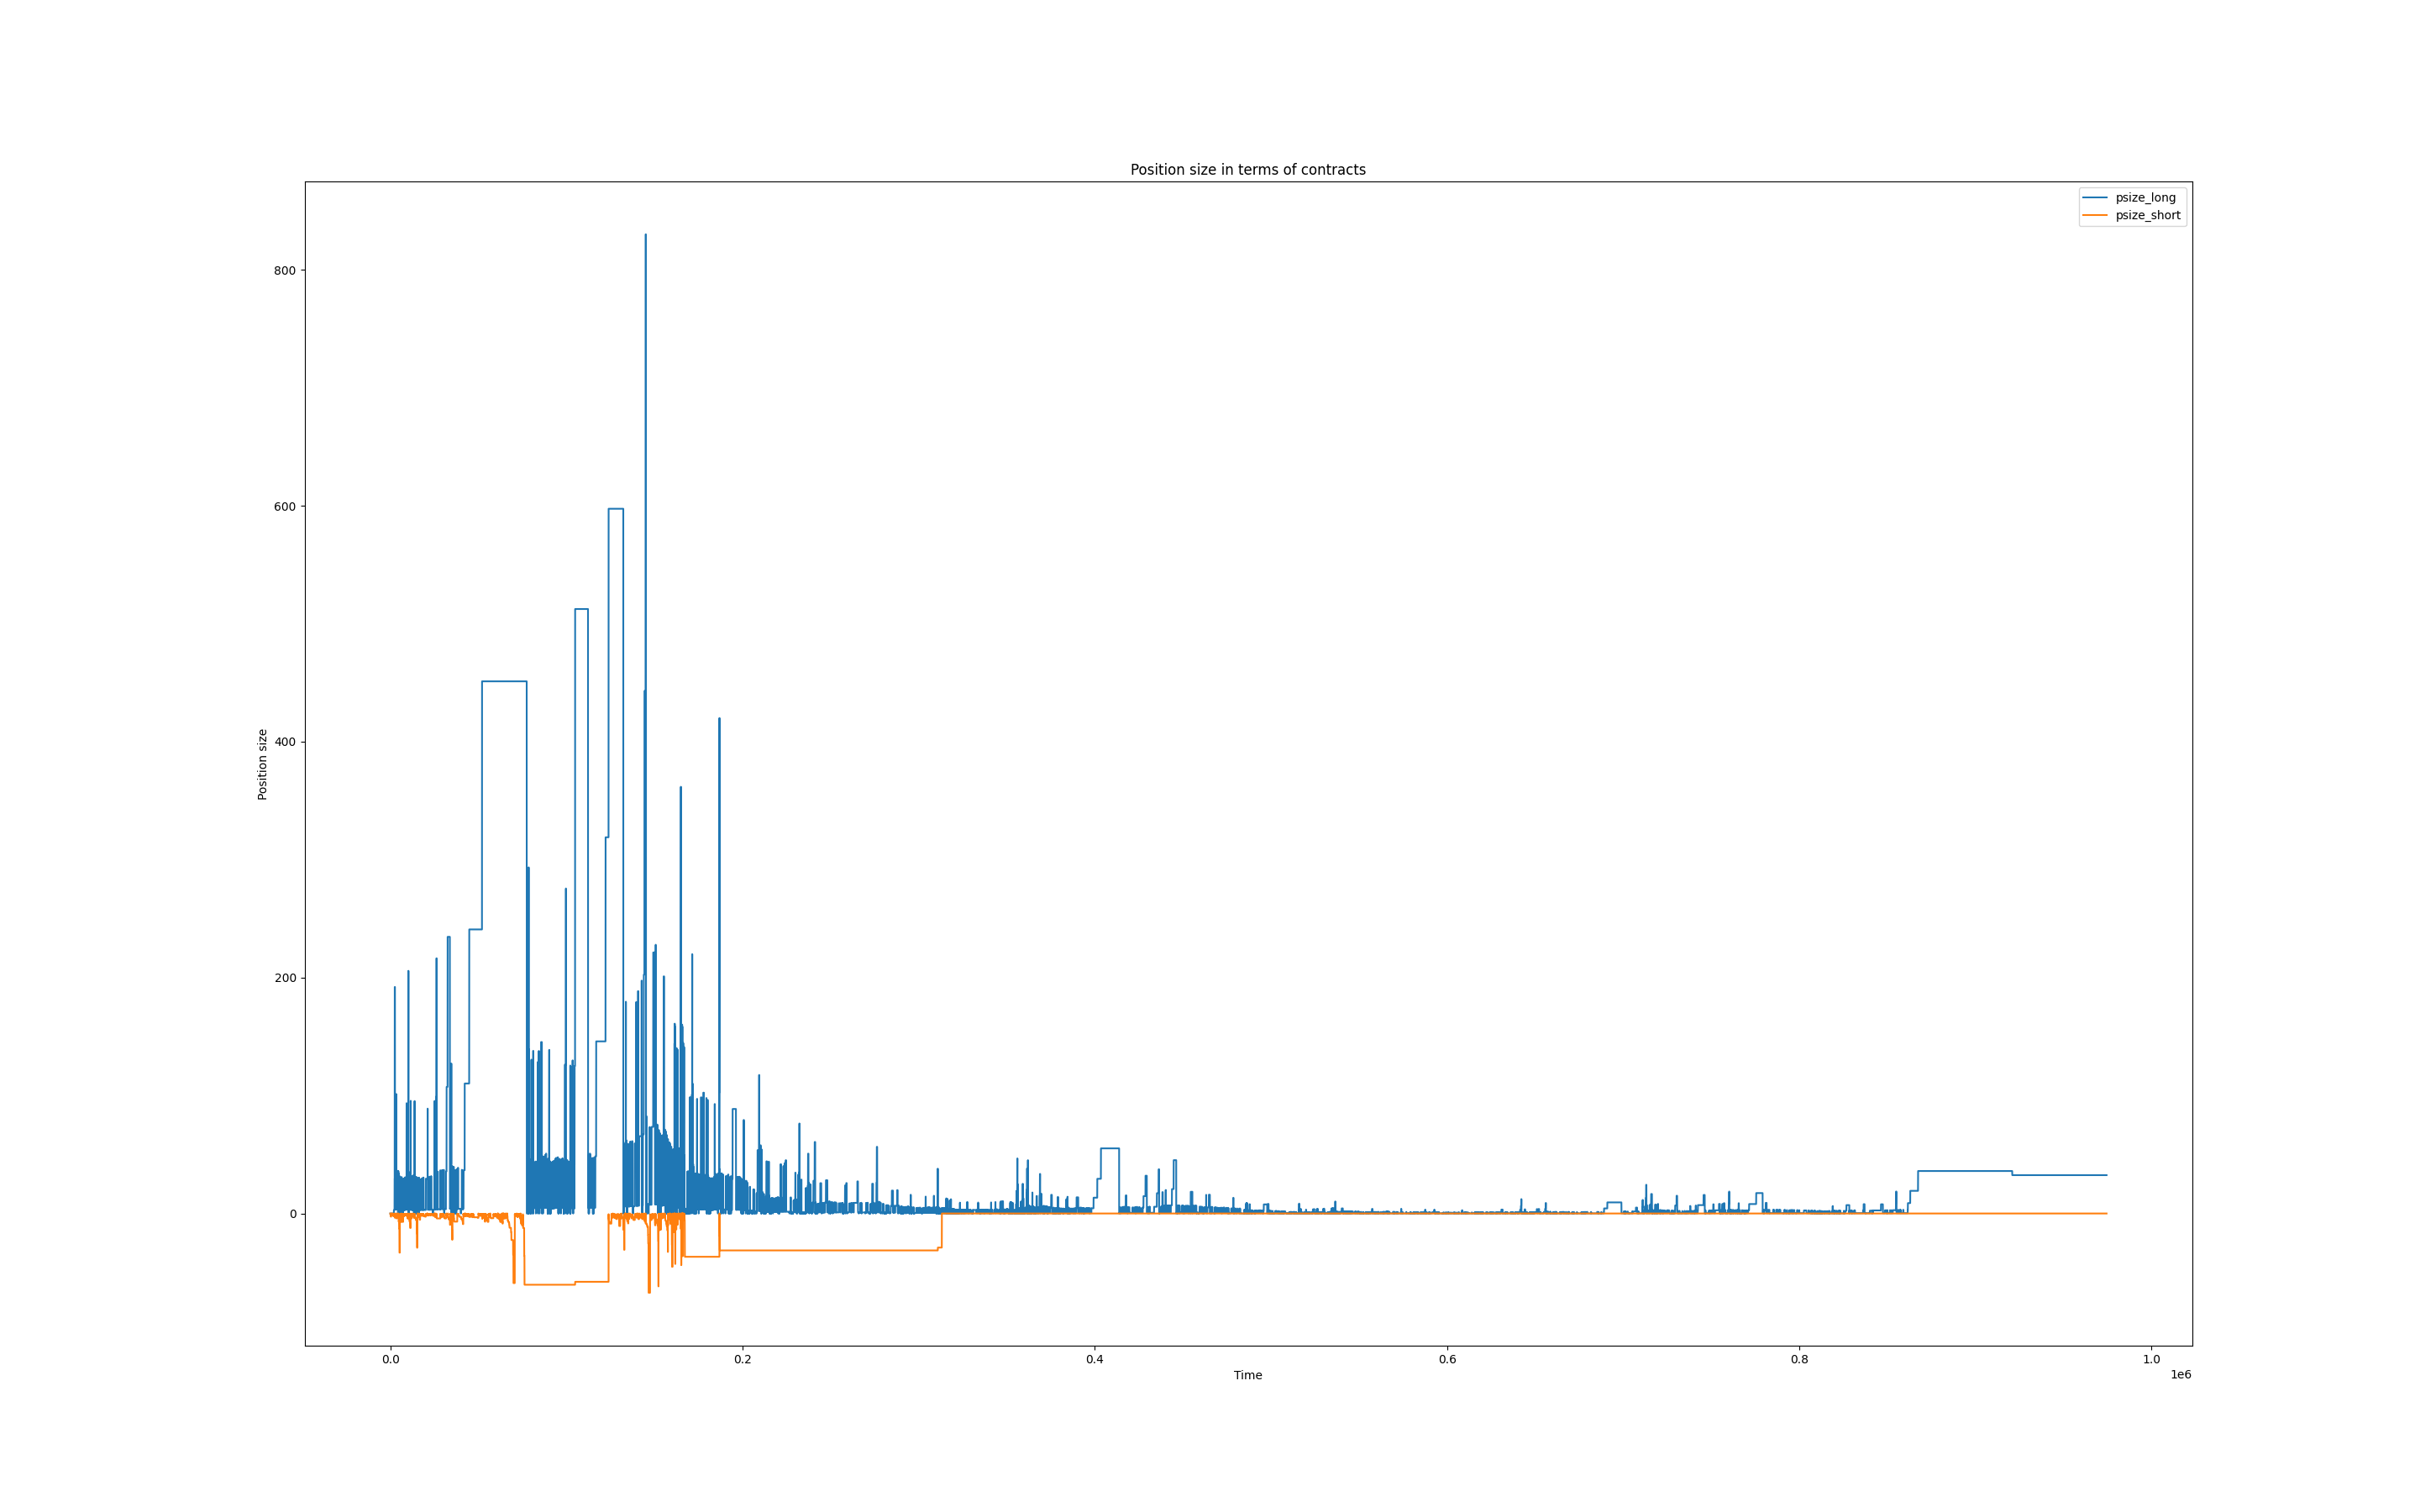 Position size in terms of contracts
psize_long
psize_short
800
600
400
200
0
Position size
0.0
0.2
0.4
0.6
0.8
1.0
Time
1e6